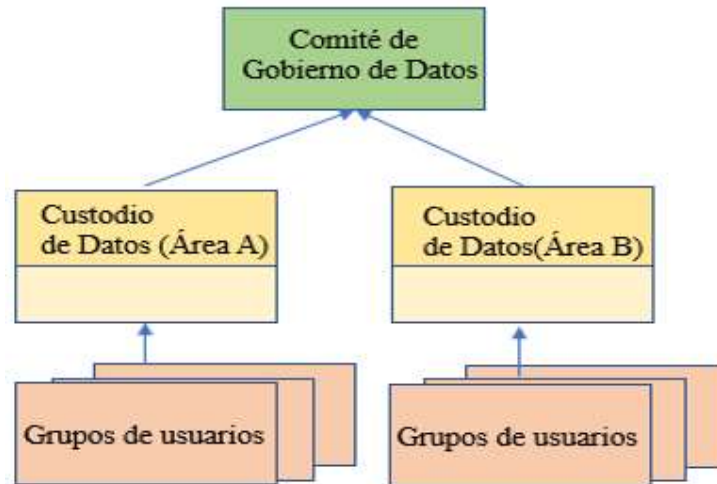 Comité de
Gobierno de Datos
Custodio
de Datos (Área A)
Custodio
de Datos(Área B)
Grupos de usuarios
Grupos de usuarios